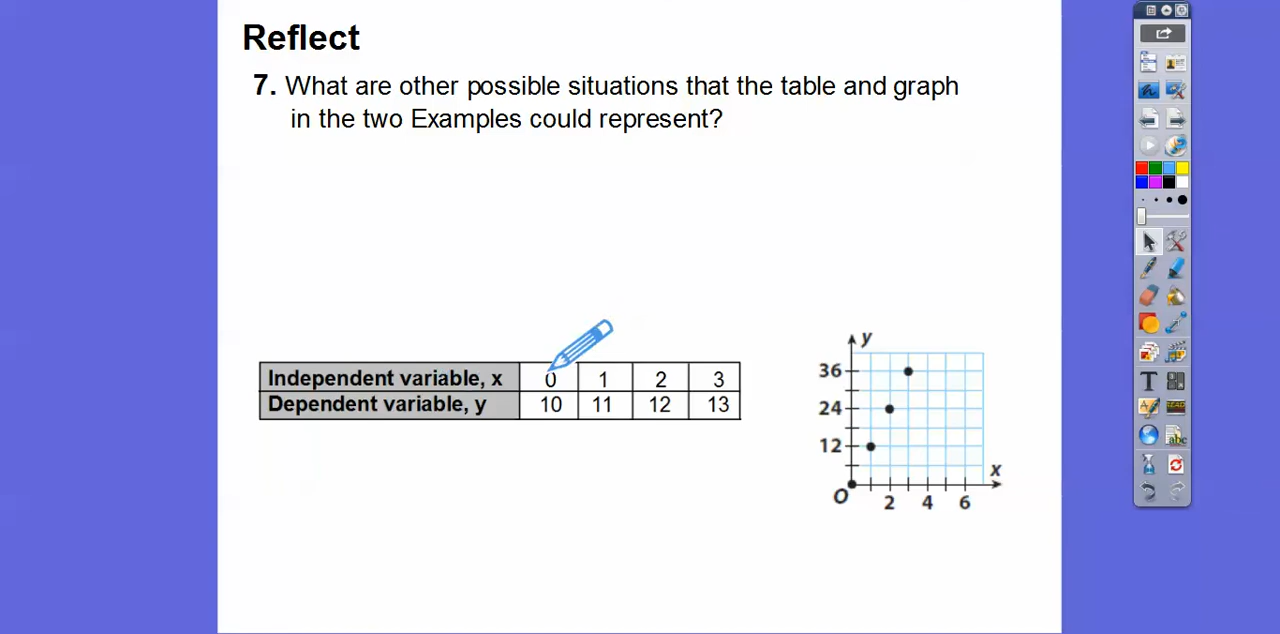 Reflect
7. What are other possible situations that the table and graph
in the two Examples could represent?
Independent variable, x 0 1 2 3
Dependent variable, y 10 11 12 13
y
36
24
12
O
2 4 6
x
T
abc